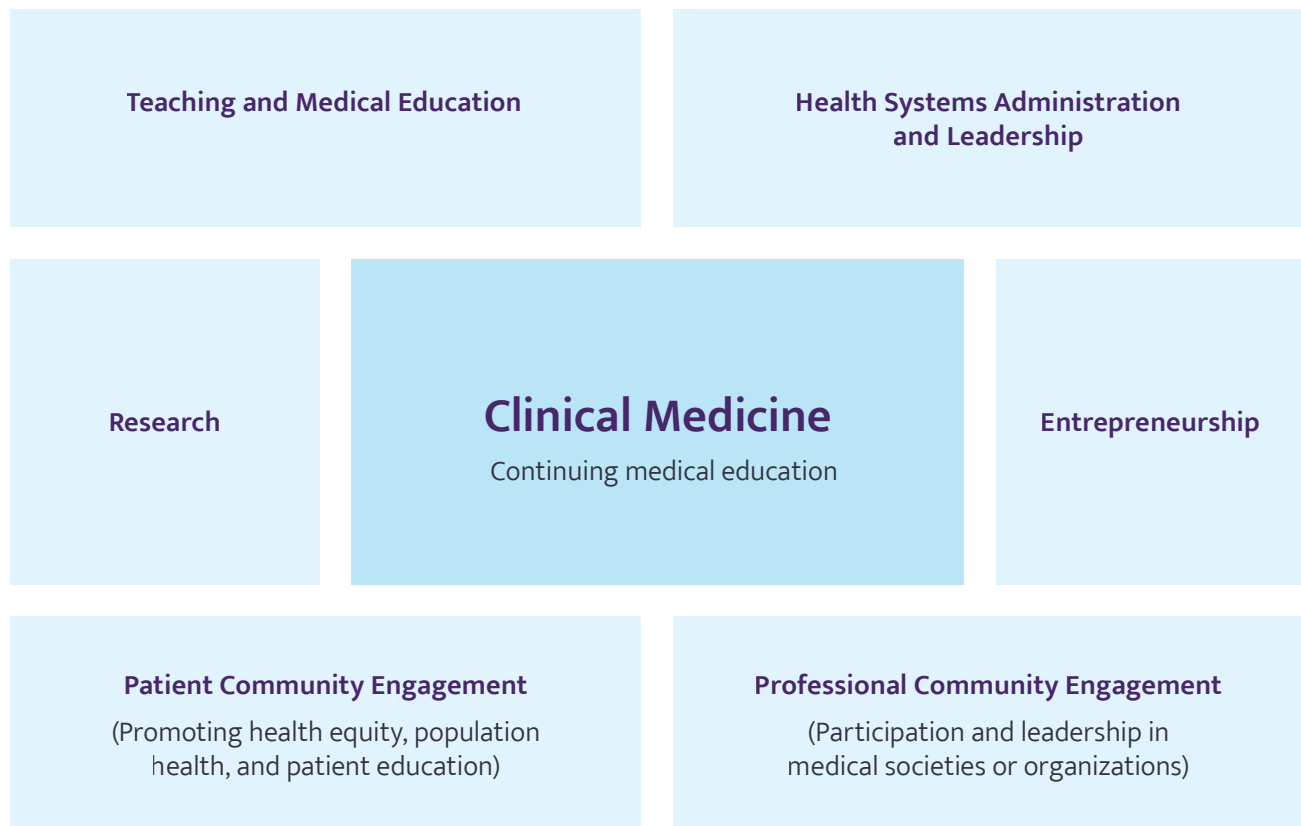 Teaching and Medical Education
Health Systems Administration
and Leadership
Research
Clinical Medicine
Continuing medical education
Entrepreneurship
Patient Community Engagement
(Promoting health equity, population
health, and patient education)
Professional Community Engagement
(Participation and leadership in
medical societies or organizations)